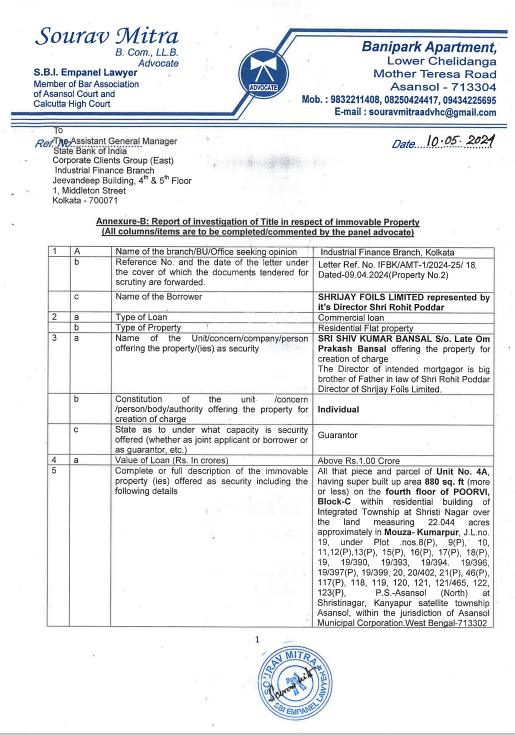 Sourav Mitra
B. Com., LL.B.
Advocate
S.B.I. Empanel Lawyer
Member of Bar Association
of Asansol Court and
Calcutta High Court
ADVOCATE
Banipark Apartment,
Lower Chelidanga
Mother Teresa Road
Asansol - 713304
Mob. : 9832211408, 08250424417, 09434225695
E-mail : souravmitraadvhc@gmail.com
To
Ref. No.
The Assistant General Manager
State Bank of India
Corporate Clients Group (East)
Industrial Finance Branch
Jeevandeep Building, 4th & 5th Floor
1, Middleton Street
Kolkata - 700071
Date....10.05.2024
Annexure-B: Report of investigation of Title in respect of immovable Property
(All columns/items are to be completed/commented by the panel advocate)
1 A Name of the branch/BU/Office seeking opinion Industrial Finance Branch, Kolkata
b Reference No. and the date of the letter under
the cover of which the documents tendered for
scrutiny are forwarded.
Letter Ref. No. IFBK/AMT-1/2024-25/ 18,
Dated-09.04.2024(Property No.2)
c Name of the Borrower
SHRIJAY FOILS LIMITED represented by
it's Director Shri Rohit Poddar
2 a Type of Loan Commercial loan
b Type of Property Residential Flat property
3 a Name of the Unit/concern/company/person
offering the property/(ies) as security
SRI SHIV KUMAR BANSAL S/o. Late Om
Prakash Bansal offering the property for
creation of charge
The Director of intended mortgagor is big
brother of Father in law of Shri Rohit Poddar
Director of Shrijay Foils Limited.
b Constitution of the unit /concern
/person/body/authority offering the property for
creation of charge
Individual
c State as to under what capacity is security
offered (whether as joint applicant or borrower or
as guarantor, etc.)
Guarantor
4 a Value of Loan (Rs. In crores) Above Rs.1.00 Crore
5 Complete or full description of the immovable
property (ies) offered as security including the
following details
All that piece and parcel of Unit No. 4A,
having super built up area 880 sq. ft (more
or less) on the fourth floor of POORVI,
Block-C within residential building of
Integrated Township at Shristi Nagar over
the land measuring 22.044 acres
approximately in Mouza- Kumarpur, J.L.no.
19, under Plot .nos.8(P), 9(P), 10,
11,12(P),13(P), 15(P), 16(P), 17(P), 18(P),
19, 19/390, 19/393, 19/394, 19/396,
19/397(P), 19/399, 20, 20/402, 21(P), 46(P),
117(P), 118, 119, 120, 121, 121/465, 122,
123(P), P.S.-Asansol (North) at
Shristinagar, Kanyapur satellite township
Asansol, within the jurisdiction of Asansol
Municipal Corporation.West Bengal-713302
1
SOURAV MITRA
SBI EMPANEL LAWYER